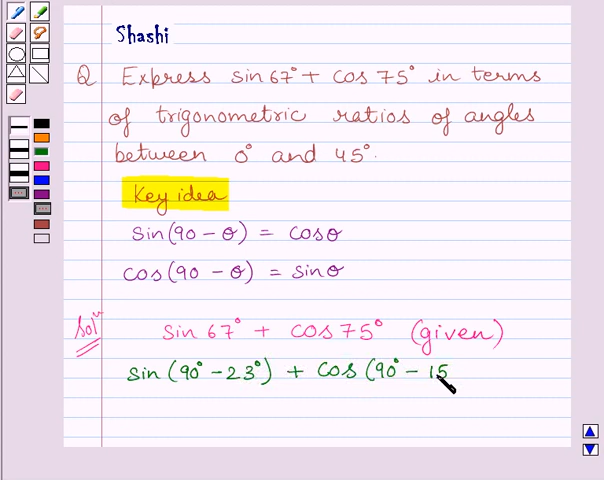 Shashi
Q Express sin 67° + cos 75° in terms
of trigonometric ratios of angles
between 0° and 45°.
Key idea
sin(90 - θ) = cosθ
cos(90 - θ) = sinθ
Solⁿ sin 67° + cos 75° (given)
sin (90° - 23°) + cos (90° - 15